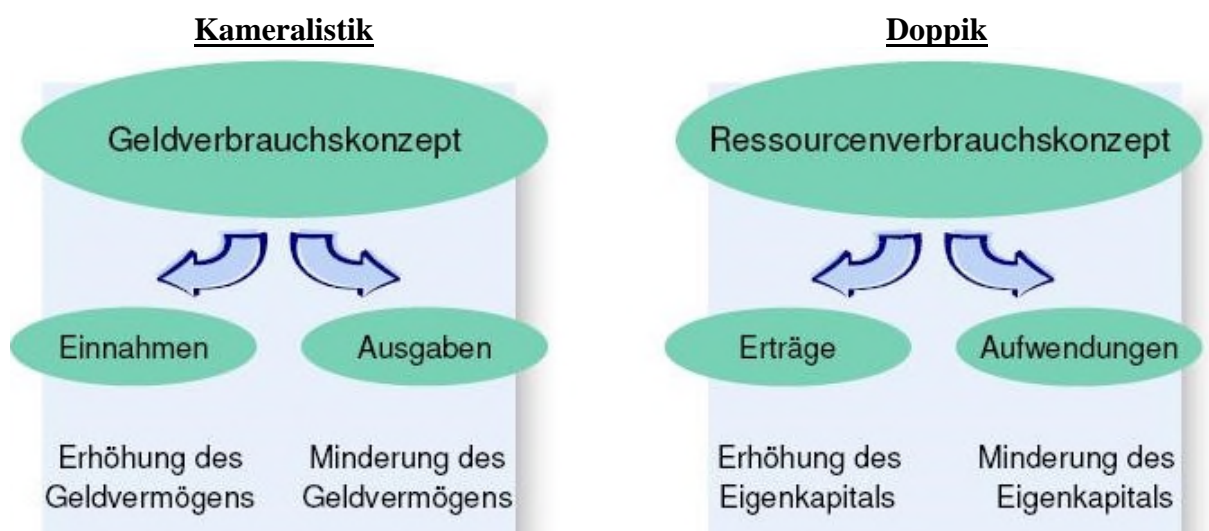 Kameralistik
Geldverbrauchskonzept
Einnahmen
Ausgaben
Erhöhung des
Geldvermögens
Minderung des
Geldvermögens
Doppik
Ressourcenverbrauchskonzept
Erträge
Aufwendungen
Erhöhung des
Eigenkapitals
Minderung des
Eigenkapitals